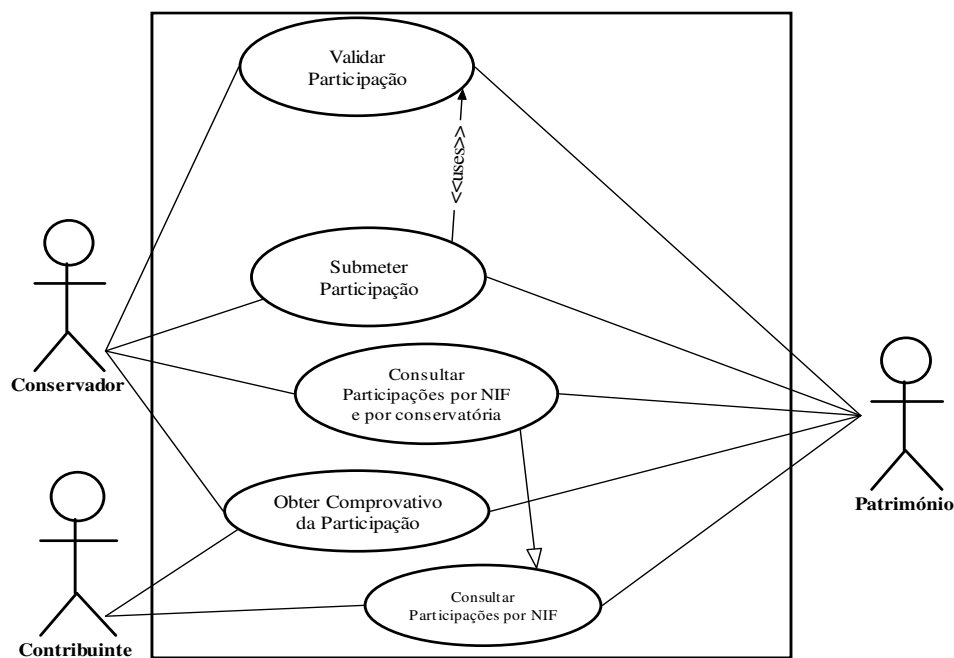 Validar
Participação
<<uses>>
Submeter
Participação
Conservador
Consultar
Participações por NIF
e por conservatória
Obter Comprovativo
da Participação
Património
Consultar
Participações por NIF
Contribuinte